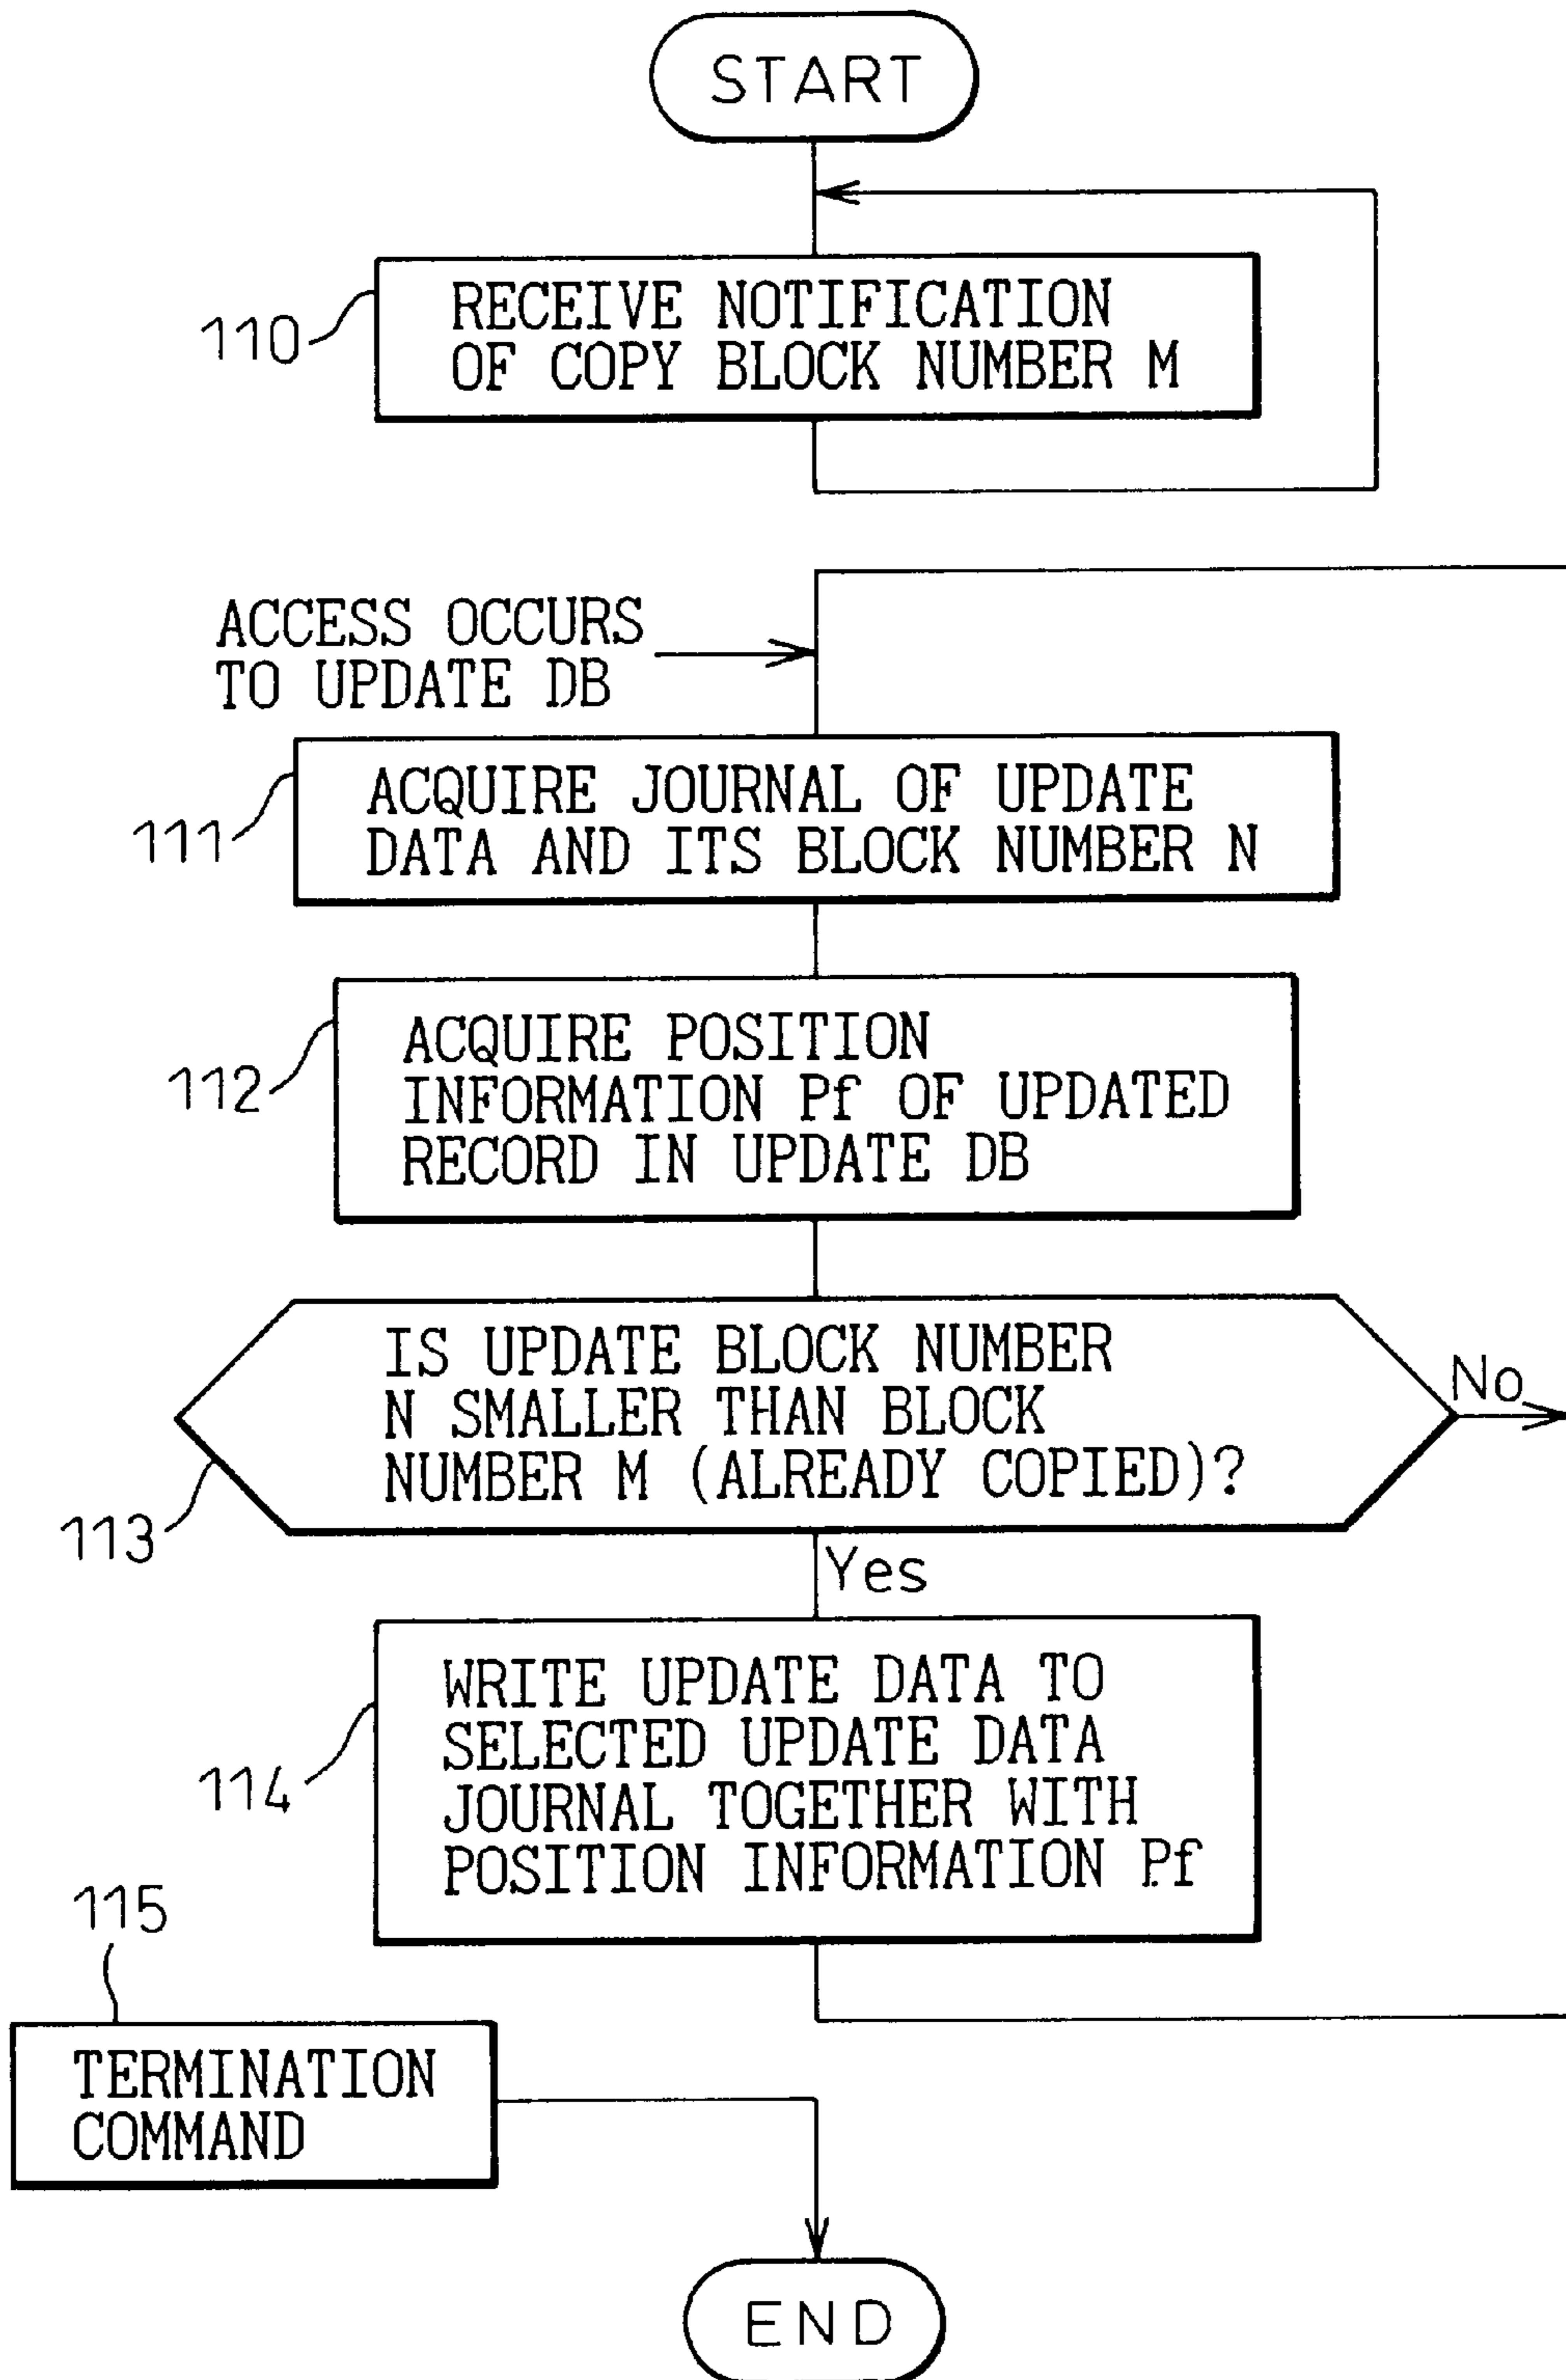 START
110
RECEIVE NOTIFICATION
OF COPY BLOCK NUMBER M
ACCESS OCCURS
TO UPDATE DB
111
ACQUIRE JOURNAL OF UPDATE
DATA AND ITS BLOCK NUMBER N
112
ACQUIRE POSITION
INFORMATION Pf OF UPDATED
RECORD IN UPDATE DB
113
IS UPDATE BLOCK NUMBER
N SMALLER THAN BLOCK
NUMBER M (ALREADY COPIED)?
No
Yes
114
WRITE UPDATE DATA TO
SELECTED UPDATE DATA
JOURNAL TOGETHER WITH
POSITION INFORMATION Pf
115
TERMINATION
COMMAND
END